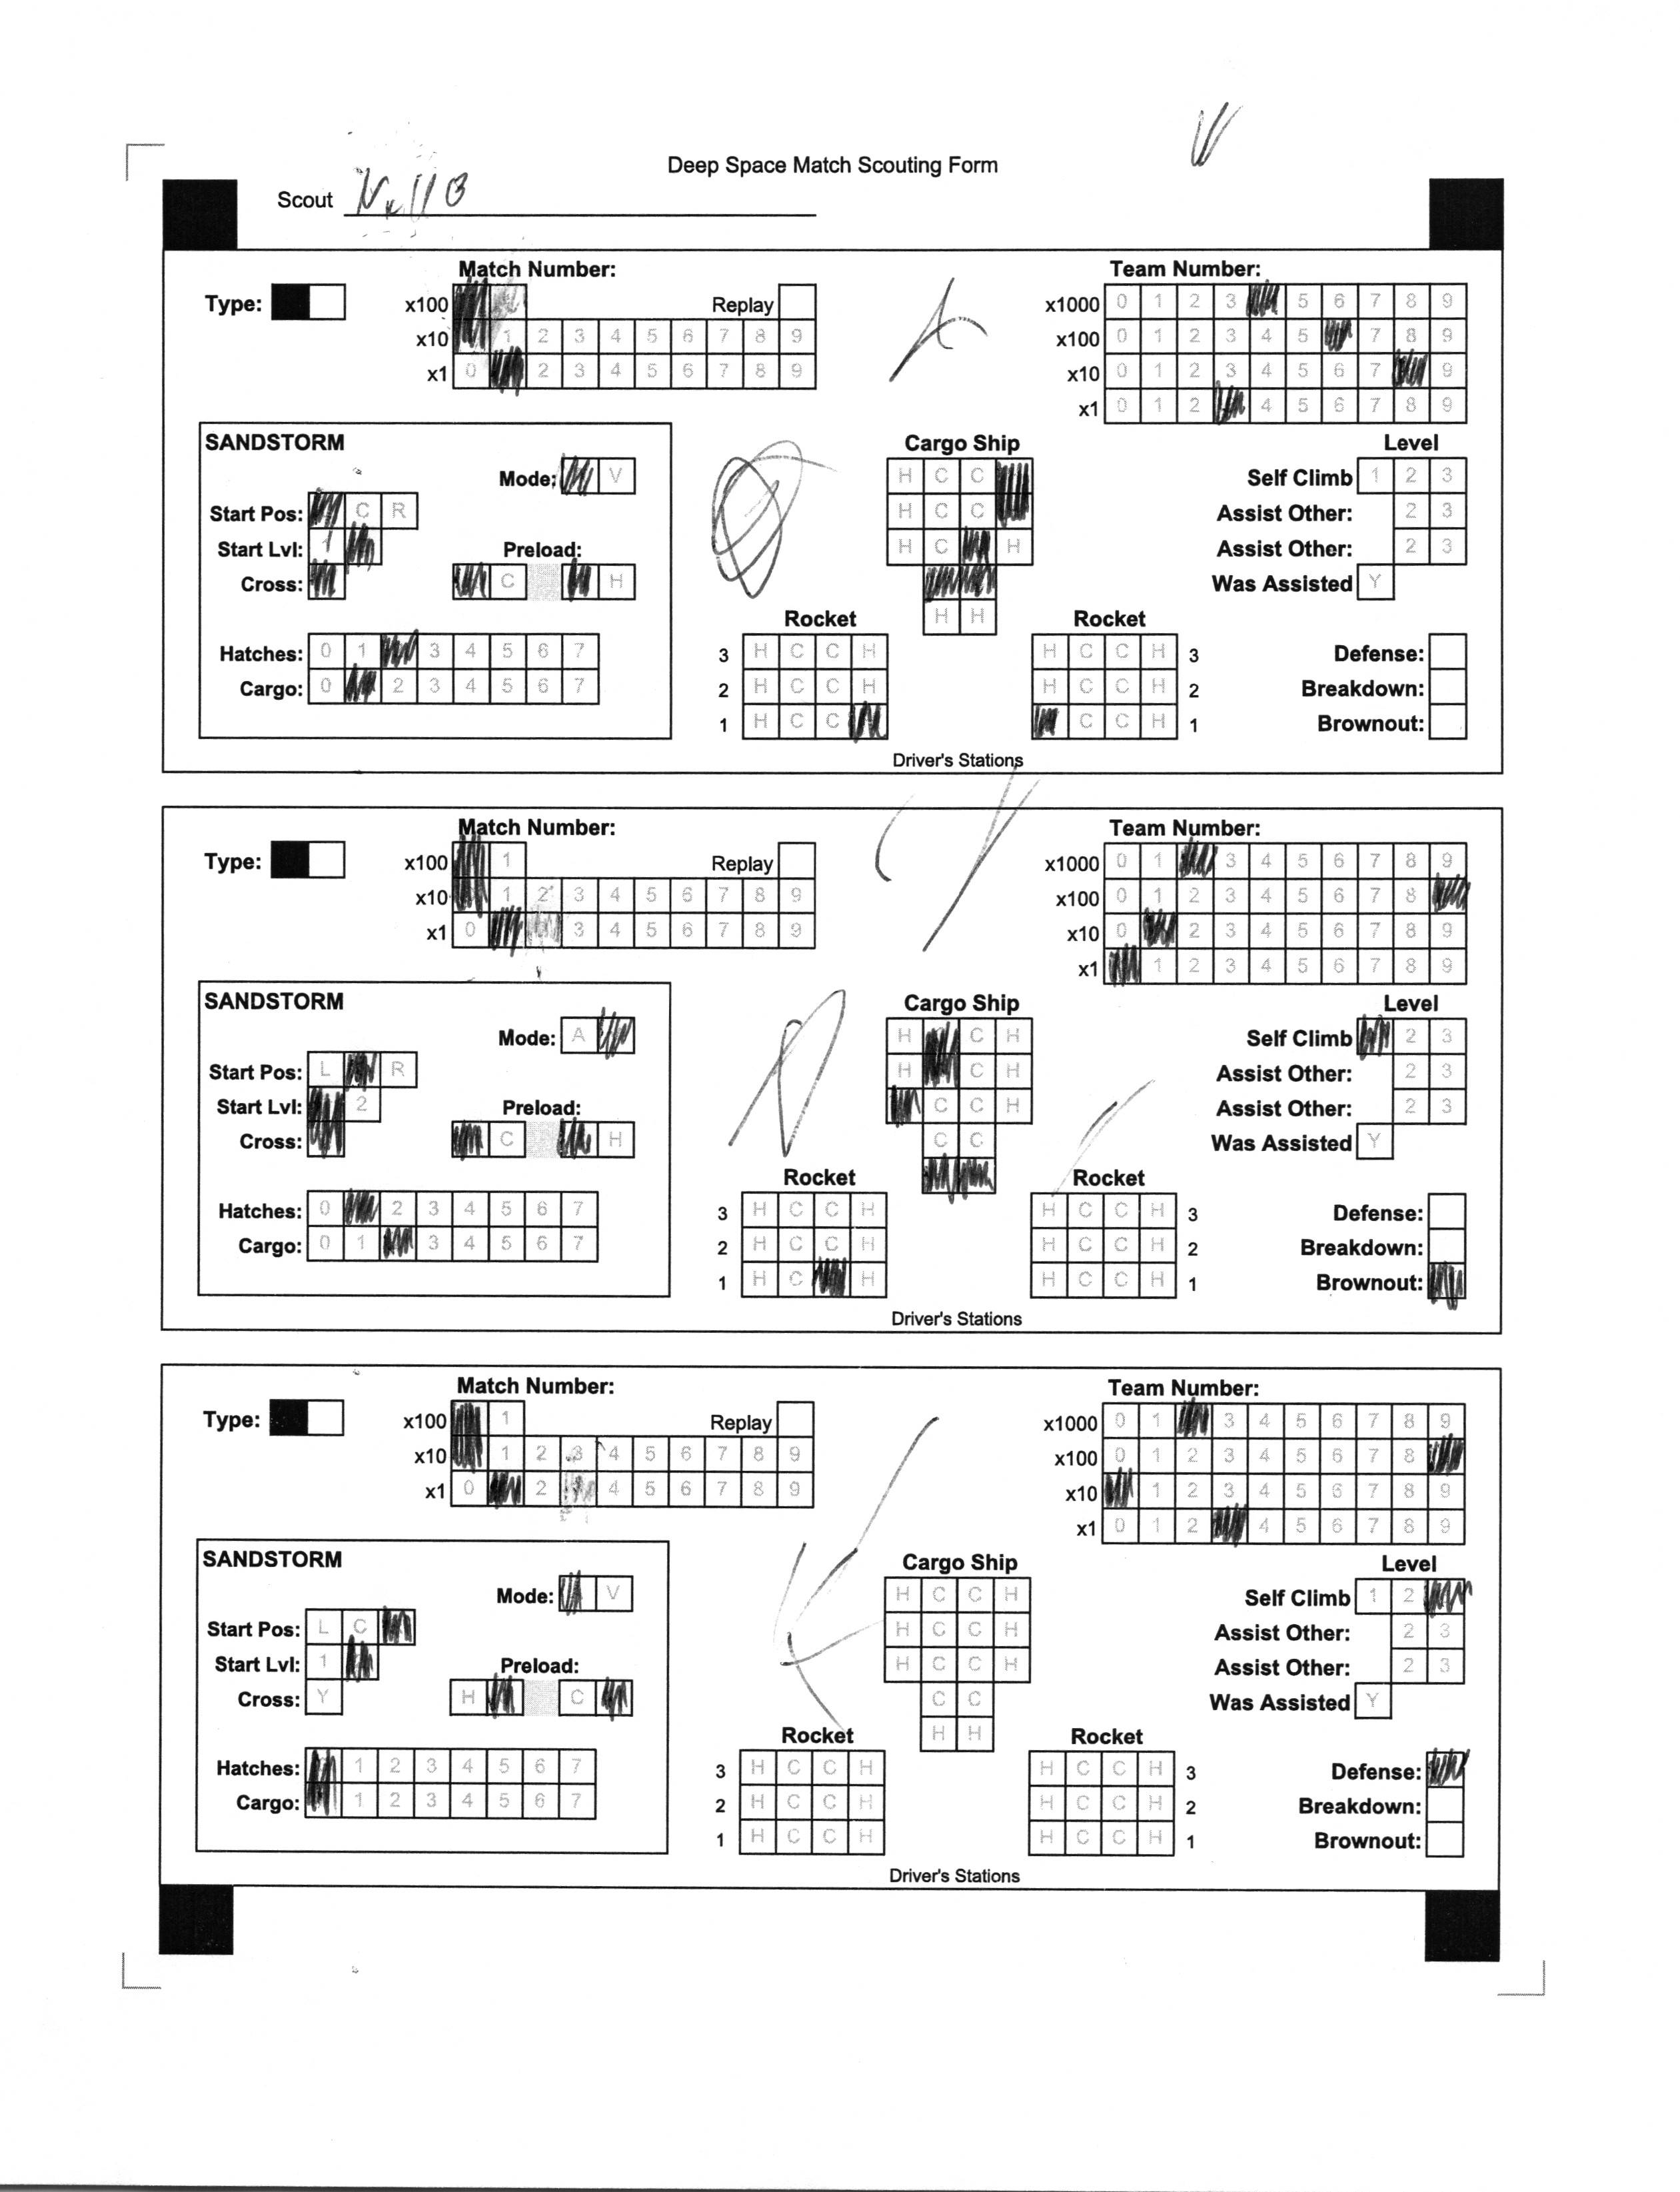 Deep Space Match Scouting Form
Scout
Match Number: Team Number:
Type: x100 Replay x1000 0 1 2 3 5 6 7 8 9
x10 1 2 3 4 5 6 7 8 9 x100 0 1 2 3 4 5 7 8 9
x1 0 2 3 4 5 6 7 8 9 x10 0 1 2 3 4 5 6 7 9
x1 0 1 2 4 5 6 7 8 9
SANDSTORM Cargo Ship Level
Mode: V H C C Self Climb 1 2 3
Start Pos: C R H C C Assist Other: 2 3
Start Lvl: 1 Preload: H C H Assist Other: 2 3
Cross: C H Was Assisted Y
Rocket H H Rocket
Hatches: 0 1 3 4 5 6 7 3 H C C H H C C H 3 Defense:
Cargo: 0 2 3 4 5 6 7 2 H C C H H C C H 2 Breakdown:
1 H C C C C H 1 Brownout:
Driver's Stations
Match Number: Team Number:
Type: x100 1 Replay x1000 0 1 3 4 5 6 7 8 9
x10 1 2 3 4 5 6 7 8 9 x100 0 1 2 3 4 5 6 7 8
x1 0 3 4 5 6 7 8 9 x10 0 2 3 4 5 6 7 8 9
x1 1 2 3 4 5 6 7 8 9
SANDSTORM Cargo Ship Level
Mode: A H C H Self Climb 2 3
Start Pos: L R H C H Assist Other: 2 3
Start Lvl: 2 Preload: C C H Assist Other: 2 3
Cross: C H C C Was Assisted Y
Rocket Rocket
Hatches: 0 2 3 4 5 6 7 3 H C C H H C C H 3 Defense:
Cargo: 0 1 3 4 5 6 7 2 H C C H H C C H 2 Breakdown:
1 H C H H C C H 1 Brownout:
Driver's Stations
Match Number: Team Number:
Type: x100 1 Replay x1000 0 1 3 4 5 6 7 8 9
x10 1 2 3 4 5 6 7 8 9 x100 0 1 2 3 4 5 6 7 8
x1 0 2 4 5 6 7 8 9 x10 1 2 3 4 5 6 7 8 9
x1 0 1 2 4 5 6 7 8 9
SANDSTORM Cargo Ship Level
Mode: V H C C H Self Climb 1 2
Start Pos: L C H C C H Assist Other: 2 3
Start Lvl: 1 Preload: H C C H Assist Other: 2 3
Cross: Y H C C C Was Assisted Y
Rocket H H Rocket
Hatches: 1 2 3 4 5 6 7 3 H C C H H C C H 3 Defense:
Cargo: 1 2 3 4 5 6 7 2 H C C H H C C H 2 Breakdown:
1 H C C H H C C H 1 Brownout:
Driver's Stations